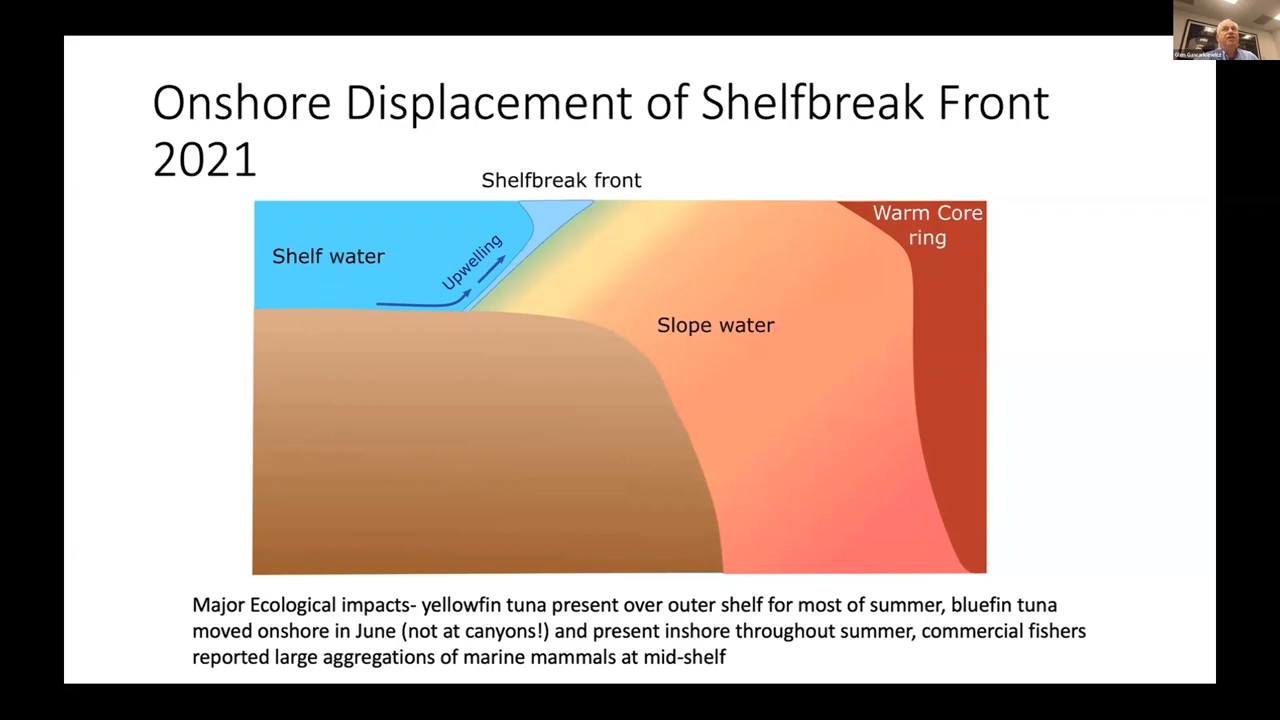 Glen Gawarkiewicz
Onshore Displacement of Shelfbreak Front
2021
Shelfbreak front
Warm Core
ring
Shelf water
Upwelling
Slope water
Major Ecological impacts- yellowfin tuna present over outer shelf for most of summer, bluefin tuna
moved onshore in June (not at canyons!) and present inshore throughout summer, commercial fishers
reported large aggregations of marine mammals at mid-shelf